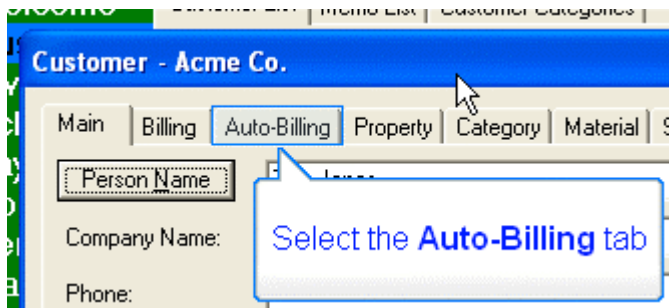 Customer List Memo List Customer Categories
Customer - Acme Co.
Main Billing Auto-Billing Property Category Material
Person Name
Company Name:
Select the Auto-Billing tab
Phone: